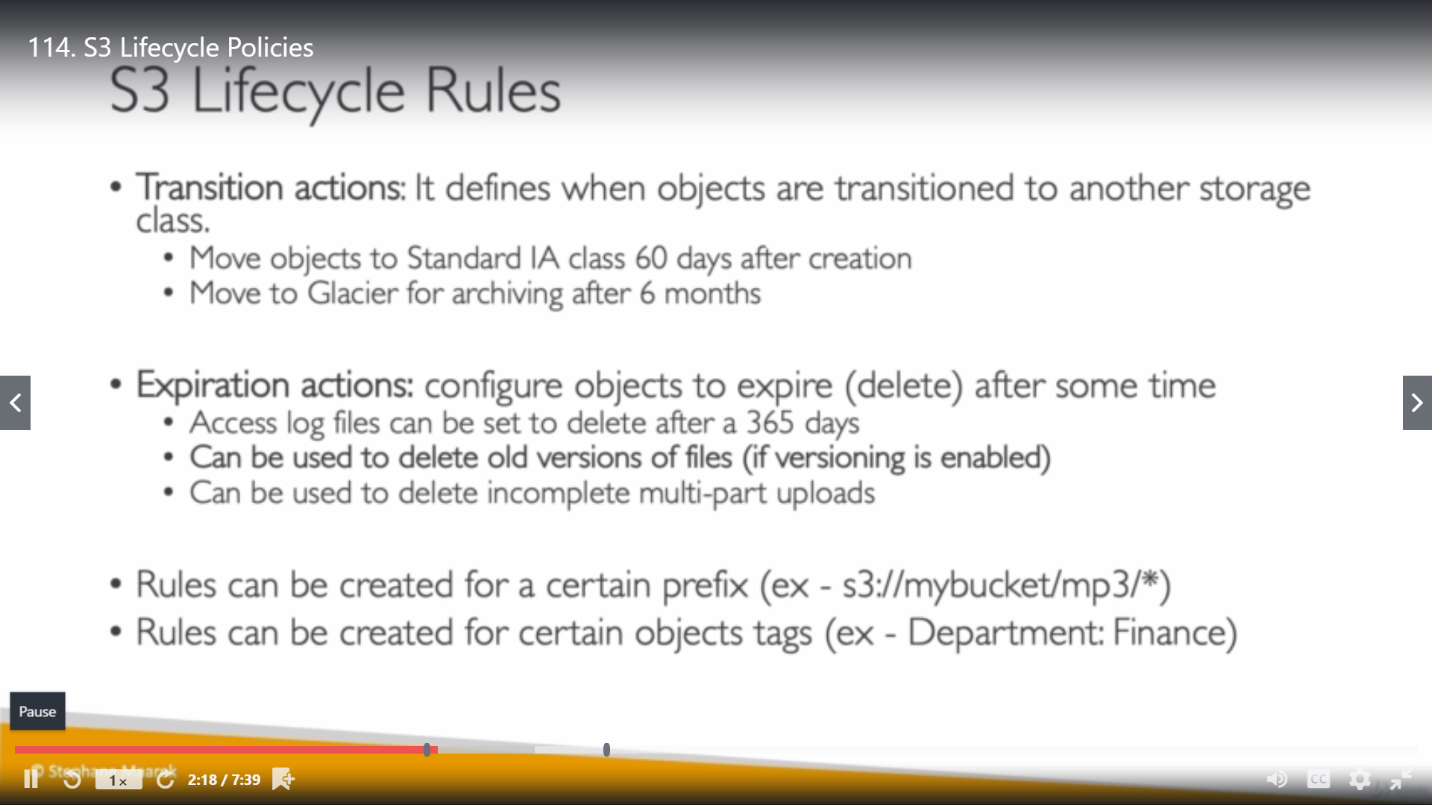 114. S3 Lifecycle Policies
S3 Lifecycle Rules
• Transition actions: It defines when objects are transitioned to another storage
class.
• Move objects to Standard IA class 60 days after creation
• Move to Glacier for archiving after 6 months
• Expiration actions: configure objects to expire (delete) after some time
• Access log files can be set to delete after a 365 days
• Can be used to delete old versions of files (if versioning is enabled)
• Can be used to delete incomplete multi-part uploads
• Rules can be created for a certain prefix (ex - s3://mybucket/mp3/*)
• Rules can be created for certain objects tags (ex - Department: Finance)
Pause
© Stephane Maarek
1x
2:18 / 7:39
CC